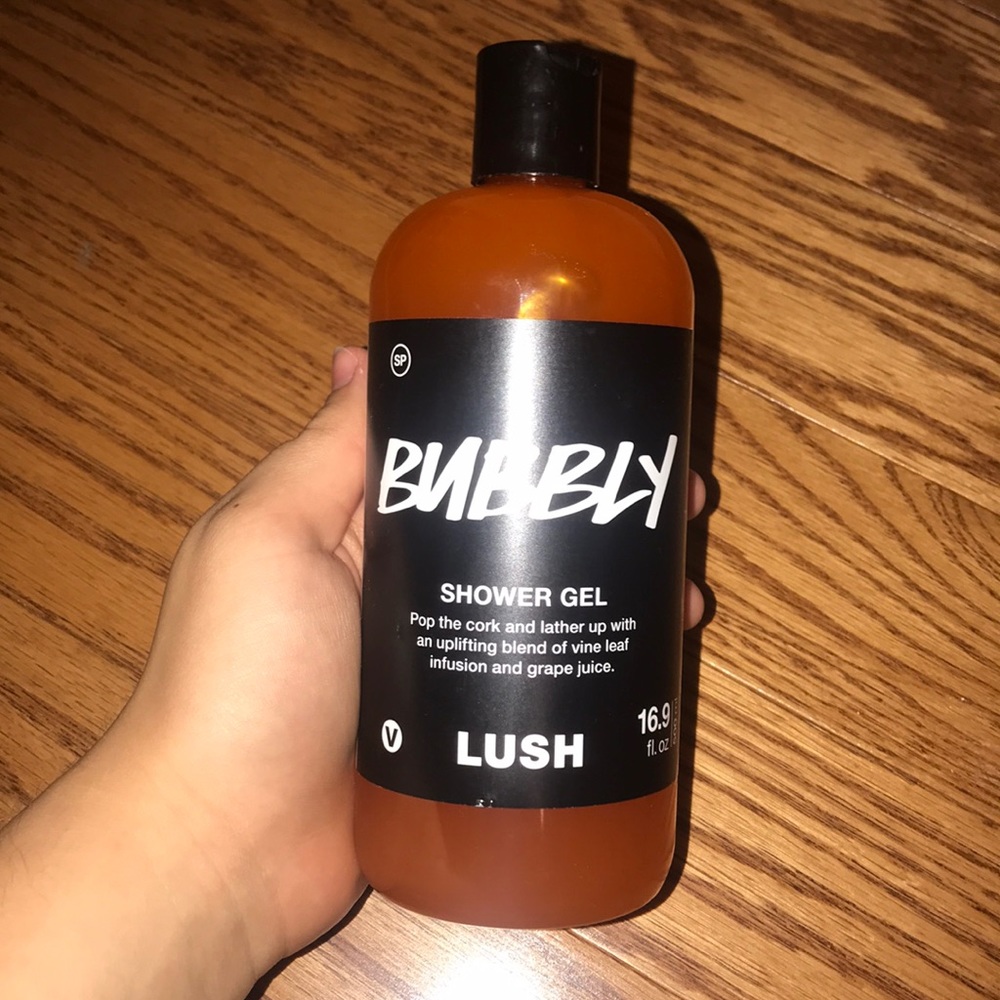 SP
BUBBLY
SHOWER GEL
Pop the cork and lather up with
an uplifting blend of vine leaf
infusion and grape juice.
V
LUSH
16.9
fl. oz